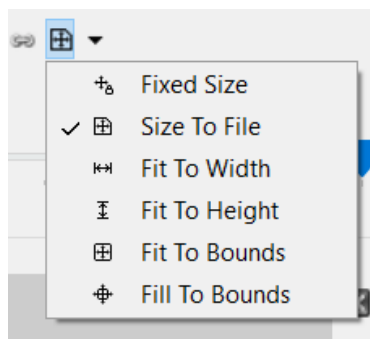 Fixed Size
Size To File
Fit To Width
Fit To Height
Fit To Bounds
Fill To Bounds